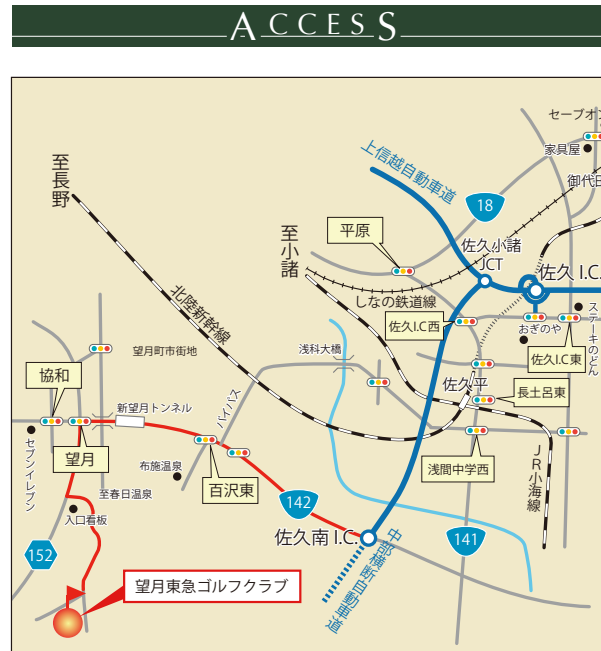 ACCESS
セーブオン
家具屋
至長野
上信越自動車道
御代田
18
平原
至小諸
佐久小諸
JCT
佐久 I.C.
しなの鉄道線
北陸新幹線
佐久I.C西
おぎのや
ステーキのどん
望月町市街地
浅科大橋
佐久I.C東
協和
佐久平
長土呂東
新望月トンネル
バイパス
セブンイレブン
望月
布施温泉
百沢東
浅間中学西
JR小海線
至春日温泉
入口看板
142
佐久南 I.C.
141
152
中部横断自動車道
望月東急ゴルフクラブ